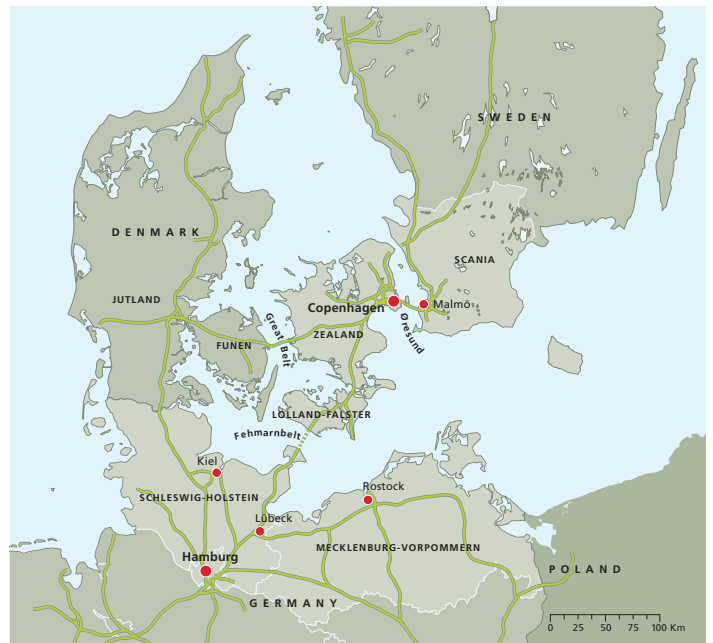 SWEDEN
DENMARK
SCANIA
JUTLAND
Copenhagen
Malmö
Great Belt
Øresund
FUNEN
ZEALAND
LOLLAND-FALSTER
Fehmarnbelt
Kiel
Rostock
SCHLESWIG-HOLSTEIN
Lübeck
MECKLENBURG-VORPOMMERN
Hamburg
POLAND
GERMANY
0 25 50 75 100 Km